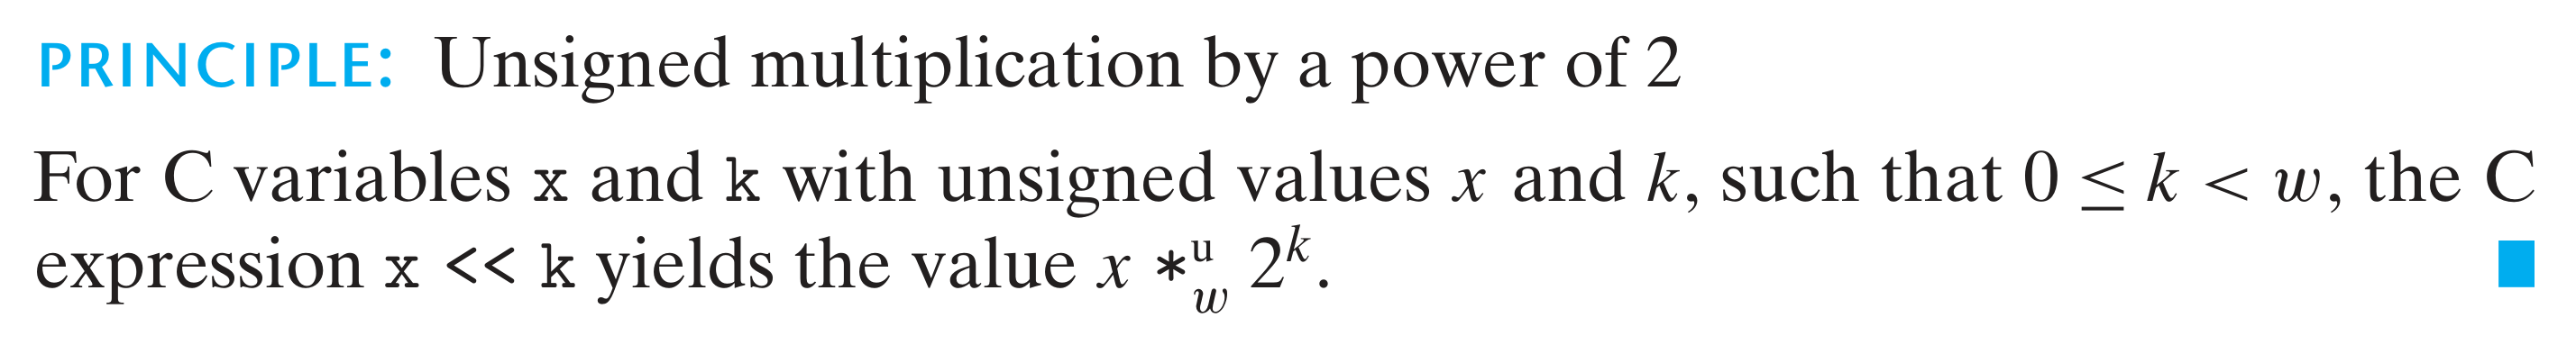 PRINCIPLE: Unsigned multiplication by a power of 2
For C variables x and k with unsigned values x and k, such that 0 ≤ k < w, the C
expression x << k yields the value x *ᵘ_w 2ᵏ.